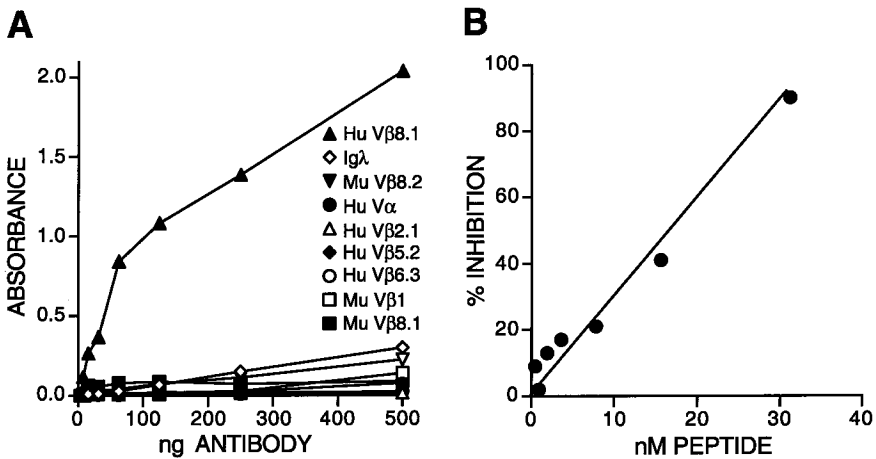 A
ABSORBANCE
2.0
1.5
1.0
0.5
0.0
0
100
200
300
400
500
ng ANTIBODY
Hu Vβ8.1
Igλ
Mu Vβ8.2
Hu Vα
Hu Vβ2.1
Hu Vβ5.2
Hu Vβ6.3
Mu Vβ1
Mu Vβ8.1
B
% INHIBITION
100
80
60
40
20
0
0
10
20
30
40
nM PEPTIDE